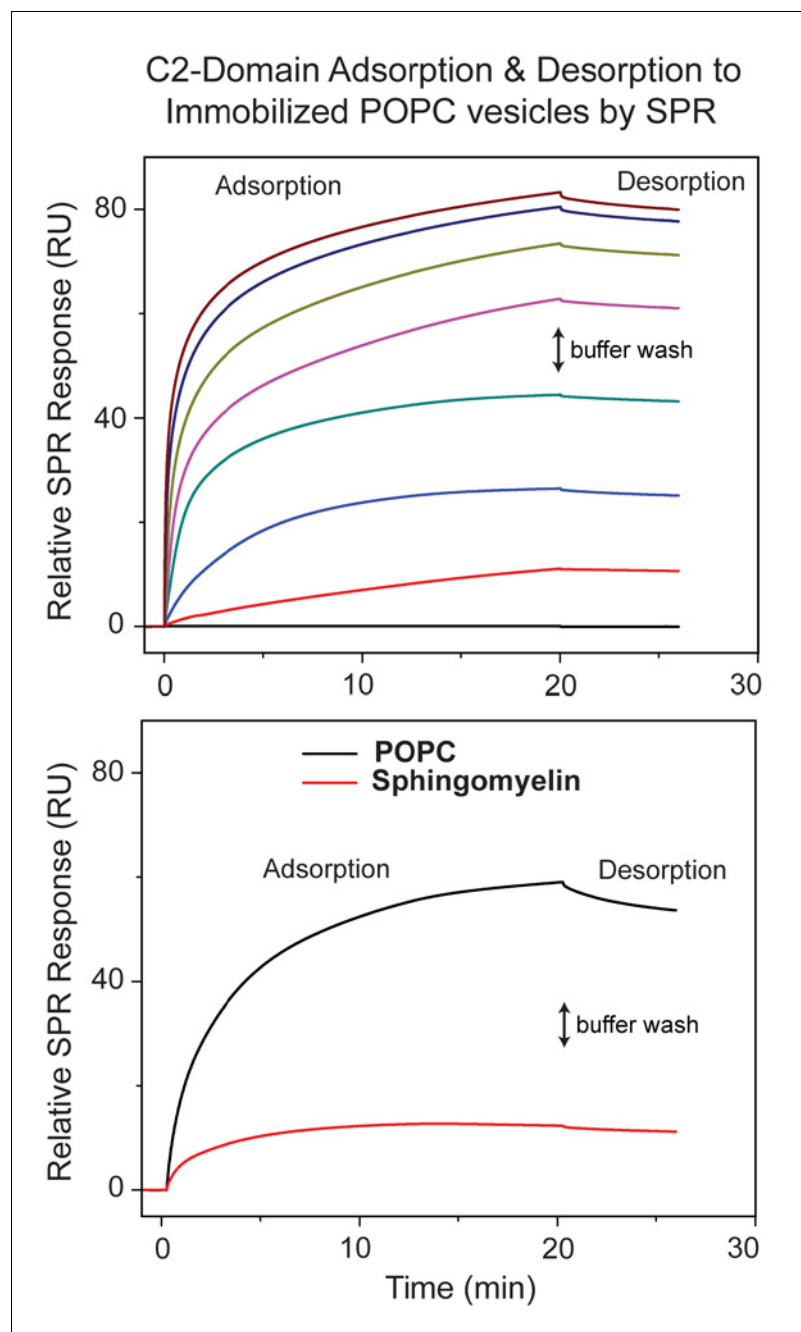 C2-Domain Adsorption & Desorption to
Immobilized POPC vesicles by SPR
Adsorption
Desorption
80
buffer wash
40
0
Relative SPR Response (RU)
0
10
20
30
POPC
Sphingomyelin
80
Adsorption
Desorption
40
buffer wash
0
Relative SPR Response (RU)
0
10
20
30
Time (min)